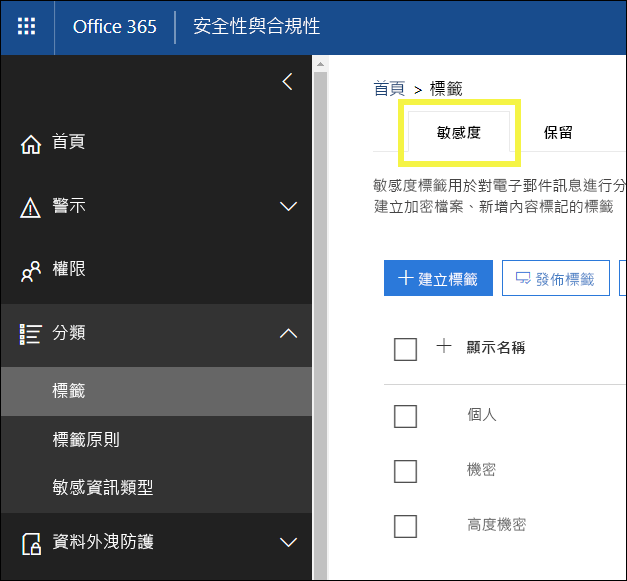 Office 365 安全性與合規性
首頁
警示
權限
分類
標籤
標籤原則
敏感資訊類型
資料外洩防護
首頁 > 標籤
敏感度 保留
敏感度標籤用於對電子郵件訊息進行分
建立加密檔案、新增內容標記的標籤
建立標籤 發佈標籤
顯示名稱
個人
機密
高度機密